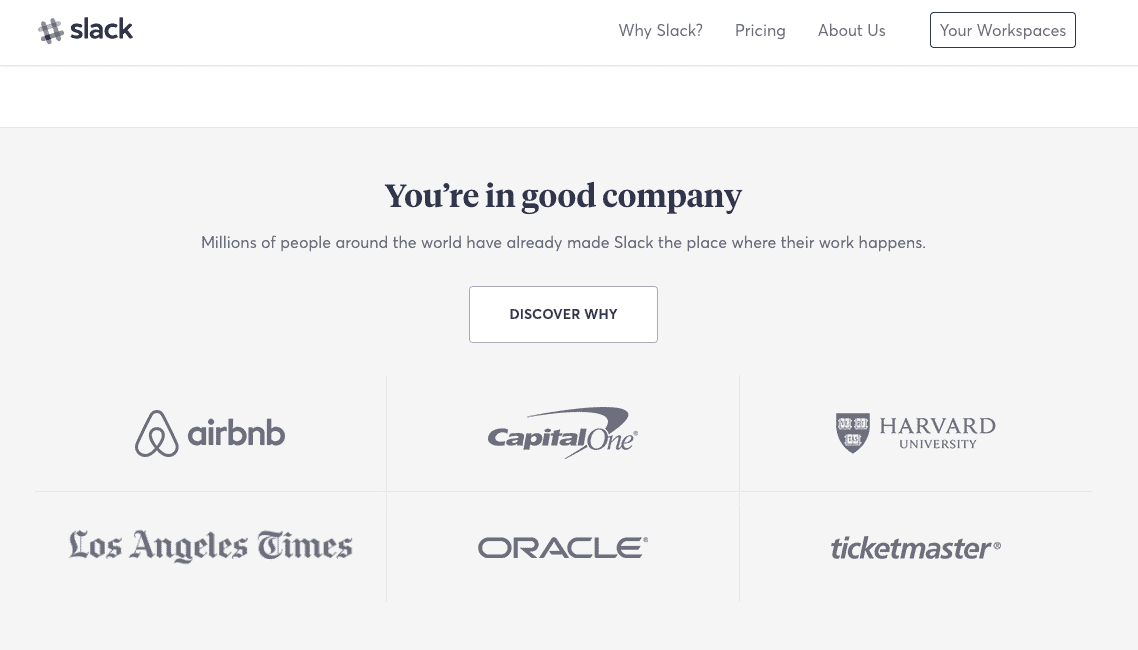 slack
Why Slack? Pricing About Us Your Workspaces
You're in good company
Millions of people around the world have already made Slack the place where their work happens.
DISCOVER WHY
airbnb
CapitalOne®
HARVARD
UNIVERSITY
Los Angeles Times
ORACLE®
ticketmaster®